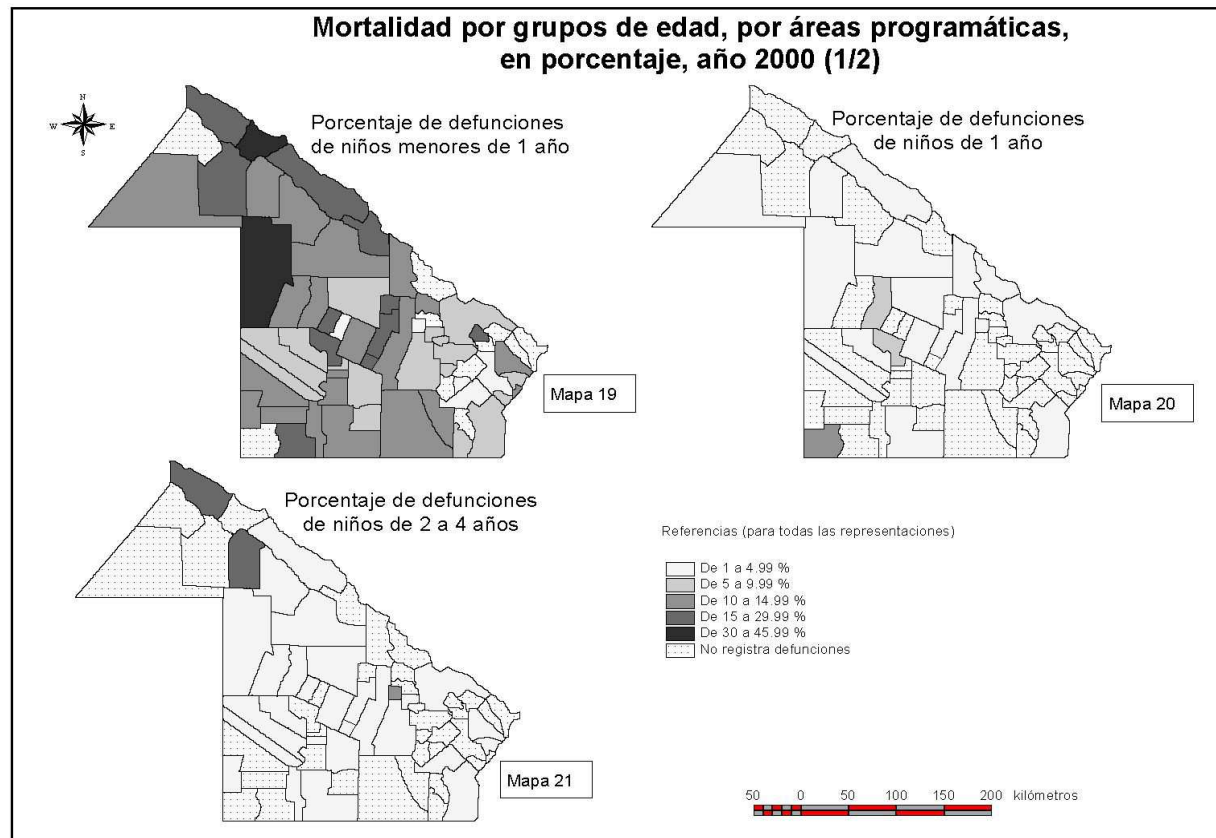 Mortalidad por grupos de edad, por áreas programáticas,
en porcentaje, año 2000 (1/2)
N
W E
S
Porcentaje de defunciones
de niños menores de 1 año
Mapa 19
Porcentaje de defunciones
de niños de 1 año
Mapa 20
Porcentaje de defunciones
de niños de 2 a 4 años
Mapa 21
Referencias (para todas las representaciones)
De 1 a 4.99 %
De 5 a 9.99 %
De 10 a 14.99 %
De 15 a 29.99 %
De 30 a 45.99 %
No registra defunciones
50 0 50 100 150 200 kilómetros